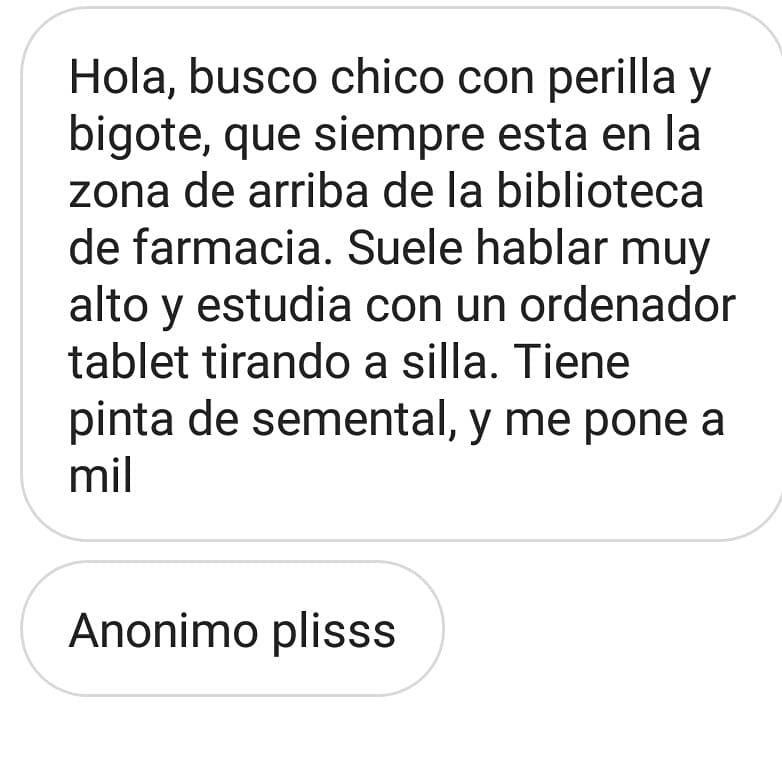 Hola, busco chico con perilla y
bigote, que siempre esta en la
zona de arriba de la biblioteca
de farmacia. Suele hablar muy
alto y estudia con un ordenador
tablet tirando a silla. Tiene
pinta de semental, y me pone a
mil
Anonimo plisss